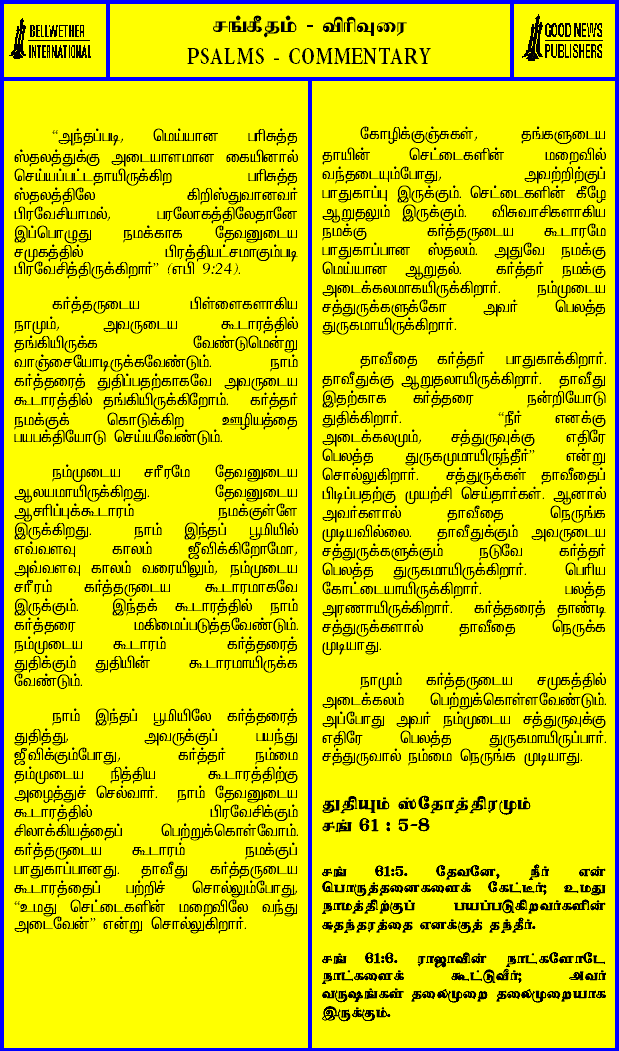 BELLWETHER
INTERNATIONAL
சங்கீதம் - விரிவுரை
PSALMS - COMMENTARY
GOOD NEWS
PUBLISHERS
“அந்தப்படி, மெய்யான பரிசுத்த
ஸ்தலத்துக்கு அடையாளமான கையினால்
செய்யப்பட்டதாயிருக்கிற பரிசுத்த
ஸ்தலத்திலே கிறிஸ்துவானவர்
பிரவேசியாமல், பரலோகத்திலேதானே
இப்பொழுது நமக்காக தேவனுடைய
சமுகத்தில் பிரத்தியட்சமாகும்படி
பிரவேசித்திருக்கிறார்” (எபி 9:24).
கர்த்தருடைய பிள்ளைகளாகிய
நாமும், அவருடைய கூடாரத்தில்
தங்கியிருக்க வேண்டுமென்று
வாஞ்சையோடிருக்கவேண்டும். நாம்
கர்த்தரைத் துதிப்பதற்காகவே அவருடைய
கூடாரத்தில் தங்கியிருக்கிறோம். கர்த்தர்
நமக்குக் கொடுக்கிற ஊழியத்தை
பயபக்தியோடு செய்யவேண்டும்.
நம்முடைய சரீரமே தேவனுடைய
ஆலயமாயிருக்கிறது. தேவனுடைய
ஆசரிப்புக்கூடாரம் நமக்குள்ளே
இருக்கிறது. நாம் இந்தப் பூமியில்
எவ்வளவு காலம் ஜீவிக்கிறோமோ,
அவ்வளவு காலம் வரையிலும், நம்முடைய
சரீரம் கர்த்தருடைய கூடாரமாகவே
இருக்கும். இந்தக் கூடாரத்தில் நாம்
கர்த்தரை மகிமைப்படுத்தவேண்டும்.
நம்முடைய கூடாரம் கர்த்தரைத்
துதிக்கும் துதியின் கூடாரமாயிருக்க
வேண்டும்.
நாம் இந்தப் பூமியிலே கர்த்தரைத்
துதித்து, அவருக்குப் பயந்து
ஜீவிக்கும்போது, கர்த்தர் நம்மை
தம்முடைய நித்திய கூடாரத்திற்கு
அழைத்துச் செல்வார். நாம் தேவனுடைய
கூடாரத்தில் பிரவேசிக்கும்
சிலாக்கியத்தைப் பெற்றுக்கொள்வோம்.
கர்த்தருடைய கூடாரம் நமக்குப்
பாதுகாப்பானது. தாவீது கர்த்தருடைய
கூடாரத்தைப் பற்றிச் சொல்லும்போது,
“உமது செட்டைகளின் மறைவிலே வந்து
அடைவேன்” என்று சொல்லுகிறார்.
கோழிக்குஞ்சுகள், தங்களுடைய
தாயின் செட்டைகளின் மறைவில்
வந்தடையும்போது, அவற்றிற்குப்
பாதுகாப்பு இருக்கும். செட்டைகளின் கீழே
ஆறுதலும் இருக்கும். விசுவாசிகளாகிய
நமக்கு கர்த்தருடைய கூடாரமே
பாதுகாப்பான ஸ்தலம். அதுவே நமக்கு
மெய்யான ஆறுதல். கர்த்தர் நமக்கு
அடைக்கலமாகயிருக்கிறார். நம்முடைய
சத்துருக்களுக்கோ அவர் பெலத்த
துருகமாயிருக்கிறார்.
தாவீதை கர்த்தர் பாதுகாக்கிறார்.
தாவீதுக்கு ஆறுதலாயிருக்கிறார். தாவீது
இதற்காக கர்த்தரை நன்றியோடு
துதிக்கிறார். “நீர் எனக்கு
அடைக்கலமும், சத்துருவுக்கு எதிரே
பெலத்த துருகமுமாயிருந்தீர்” என்று
சொல்லுகிறார். சத்துருக்கள் தாவீதைப்
பிடிப்பதற்கு முயற்சி செய்தார்கள். ஆனால்
அவர்களால் தாவீதை நெருங்க
முடியவில்லை. தாவீதுக்கும் அவருடைய
சத்துருக்களுக்கும் நடுவே கர்த்தர்
பெலத்த துருகமாயிருக்கிறார். பெரிய
கோட்டையாயிருக்கிறார். பலத்த
அரணாயிருக்கிறார். கர்த்தரைத் தாண்டி
சத்துருக்களால் தாவீதை நெருக்க
முடியாது.
நாமும் கர்த்தருடைய சமுகத்தில்
அடைக்கலம் பெற்றுக்கொள்ளவேண்டும்.
அப்போது அவர் நம்முடைய சத்துருவுக்கு
எதிரே பெலத்த துருகமாயிருப்பார்.
சத்துருவால் நம்மை நெருங்க முடியாது.
துதியும் ஸ்தோத்திரமும்
சங் 61 : 5-8
சங் 61:5. தேவனே, நீர் என்
பொருத்தனைகளைக் கேட்டீர்; உமது
நாமத்திற்குப் பயப்படுகிறவர்களின்
சுதந்தரத்தை எனக்குத் தந்தீர்.
சங் 61:6. ராஜாவின் நாட்களோடே
நாட்களைக் கூட்டுவீர்; அவர்
வருஷங்கள் தலைமுறை தலைமுறையாக
இருக்கும்.